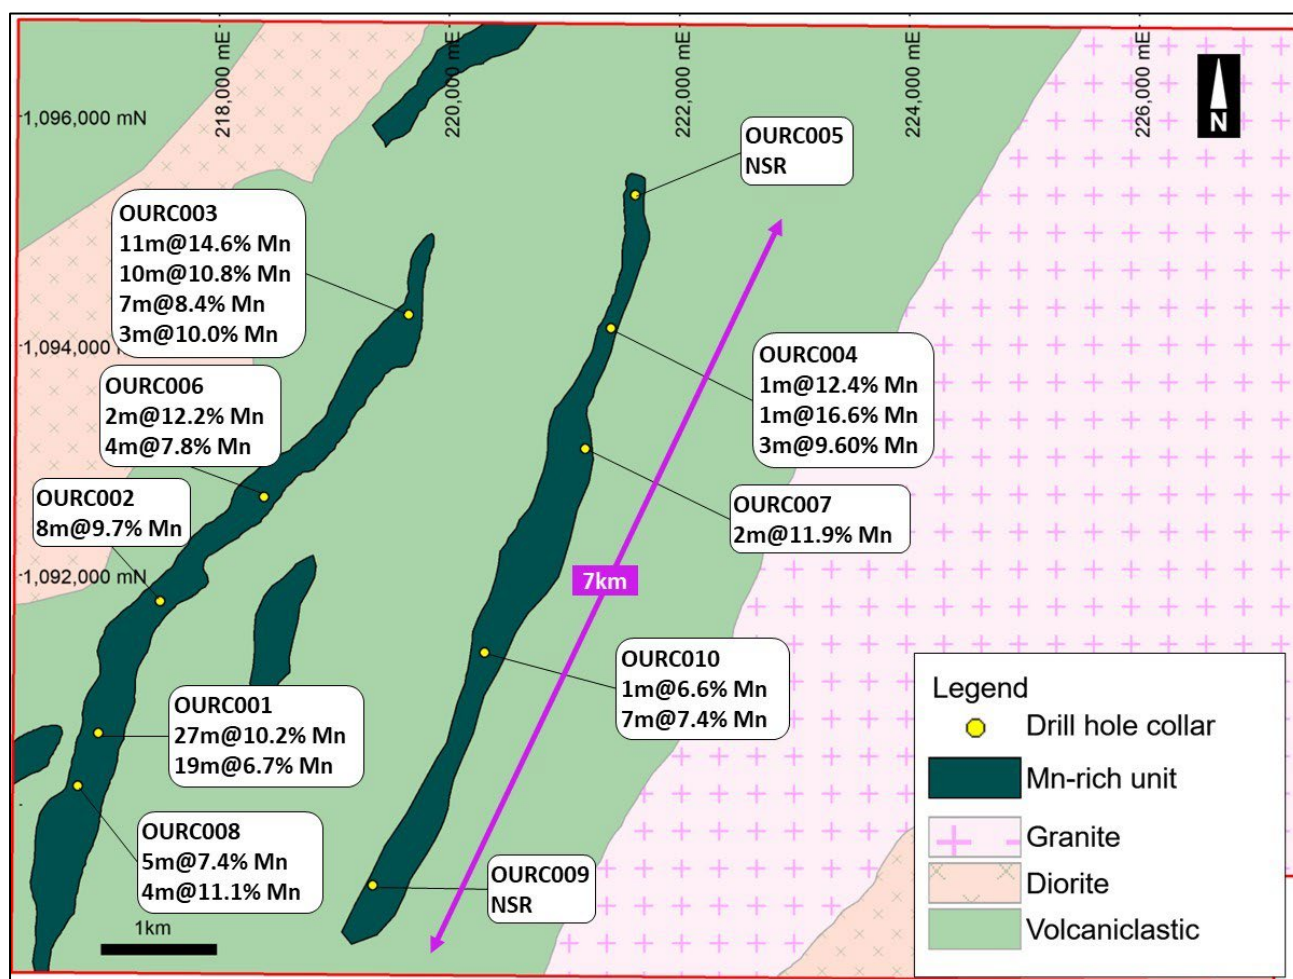 218,000 mE
220,000 mE
222,000 mE
224,000 mE
226,000 mE
1,096,000 mN
N
OURC005
NSR
OURC003
11m@14.6% Mn
10m@10.8% Mn
7m@8.4% Mn
3m@10.0% Mn
1,094,000
OURC004
1m@12.4% Mn
1m@16.6% Mn
3m@9.60% Mn
OURC006
2m@12.2% Mn
4m@7.8% Mn
OURC002
8m@9.7% Mn
OURC007
2m@11.9% Mn
1,092,000 mN
7km
OURC010
1m@6.6% Mn
7m@7.4% Mn
OURC001
27m@10.2% Mn
19m@6.7% Mn
OURC008
5m@7.4% Mn
4m@11.1% Mn
OURC009
NSR
1km
Legend
Drill hole collar
Mn-rich unit
Granite
Diorite
Volcaniclastic